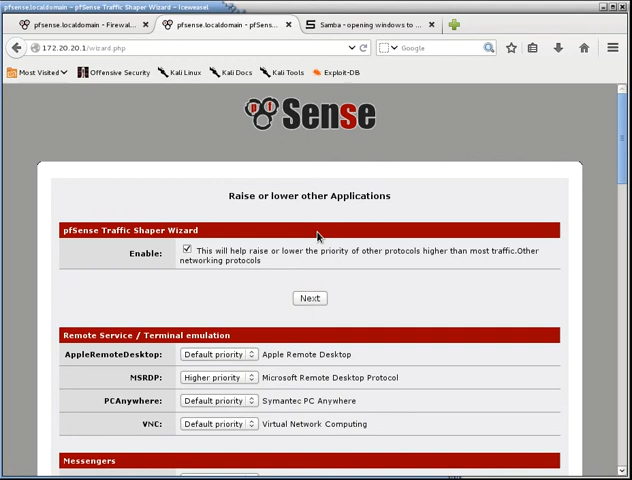 pfsense.localdomain - pfSense Traffic Shaper Wizard - Iceweasel
pfsense.localdomain - Firewal...
pfsense.localdomain - pfSens...
Samba - opening windows to ...
172.20.20.1/wizard.php
Google
Most Visited
Offensive Security
Kali Linux
Kali Docs
Kali Tools
Exploit-DB
pf Sense
Raise or lower other Applications
pfSense Traffic Shaper Wizard
Enable:
This will help raise or lower the priority of other protocols higher than most traffic.Other
networking protocols
Next
Remote Service / Terminal emulation
AppleRemoteDesktop: Default priority Apple Remote Desktop
MSRDP: Higher priority Microsoft Remote Desktop Protocol
PCAnywhere: Default priority Symantec PC Anywhere
VNC: Default priority Virtual Network Computing
Messengers